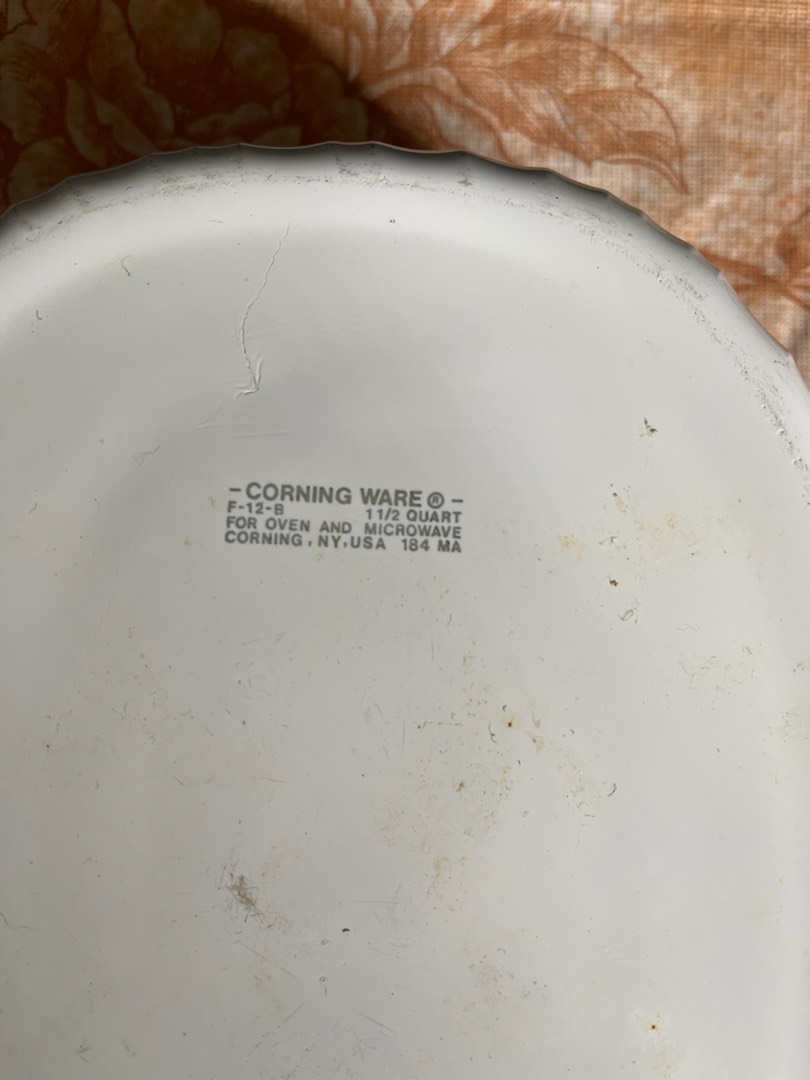 - CORNING WARE ® -
F-12-B 1 1/2 QUART
FOR OVEN AND MICROWAVE
CORNING, NY, USA 184 MA